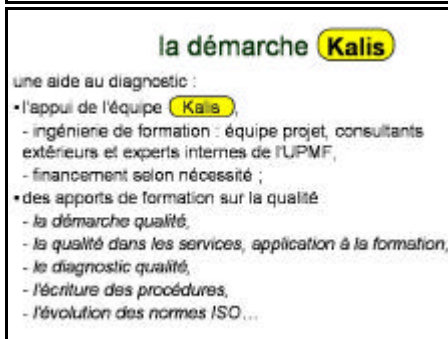 la démarche Kalis
une aide au diagnostic :
•l'appui de l'équipe Kalis,
- ingénierie de formation : équipe projet, consultants
extérieurs et experts internes de l'UPMF,
- financement selon nécessité ;
•des apports de formation sur la qualité
- la démarche qualité,
- la qualité dans les services, application à la formation,
- le diagnostic qualité,
- l'écriture des procédures,
- l'évolution des normes ISO...